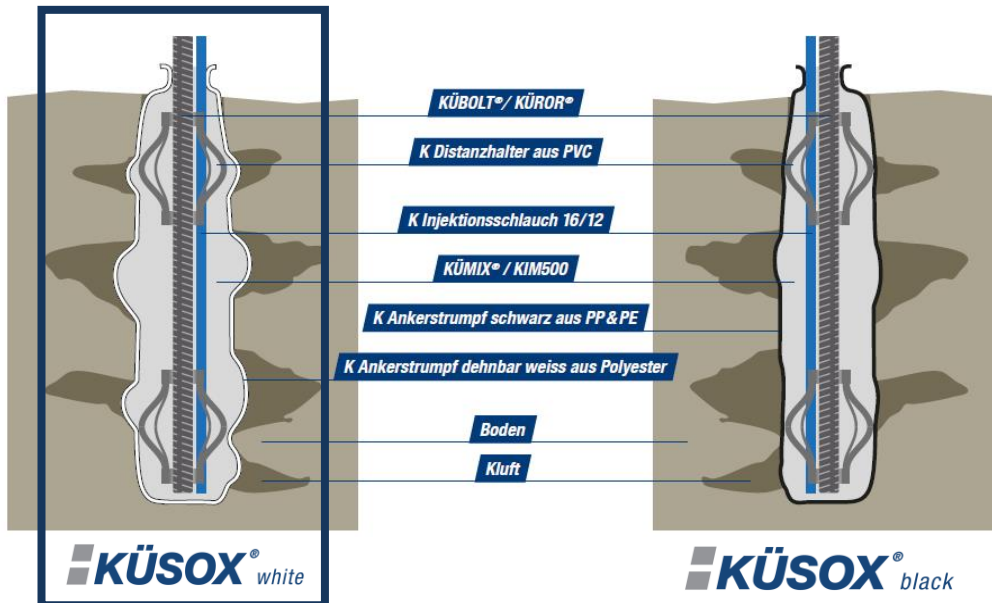 KÜBOLT®/ KÜROR®
K Distanzhalter aus PVC
K Injektionsschlauch 16/12
KÜMIX® / KIM500
K Ankerstrumpf schwarz aus PP & PE
K Ankerstrumpf dehnbar weiss aus Polyester
Boden
Kluft
KÜSOX® white
KÜSOX® black